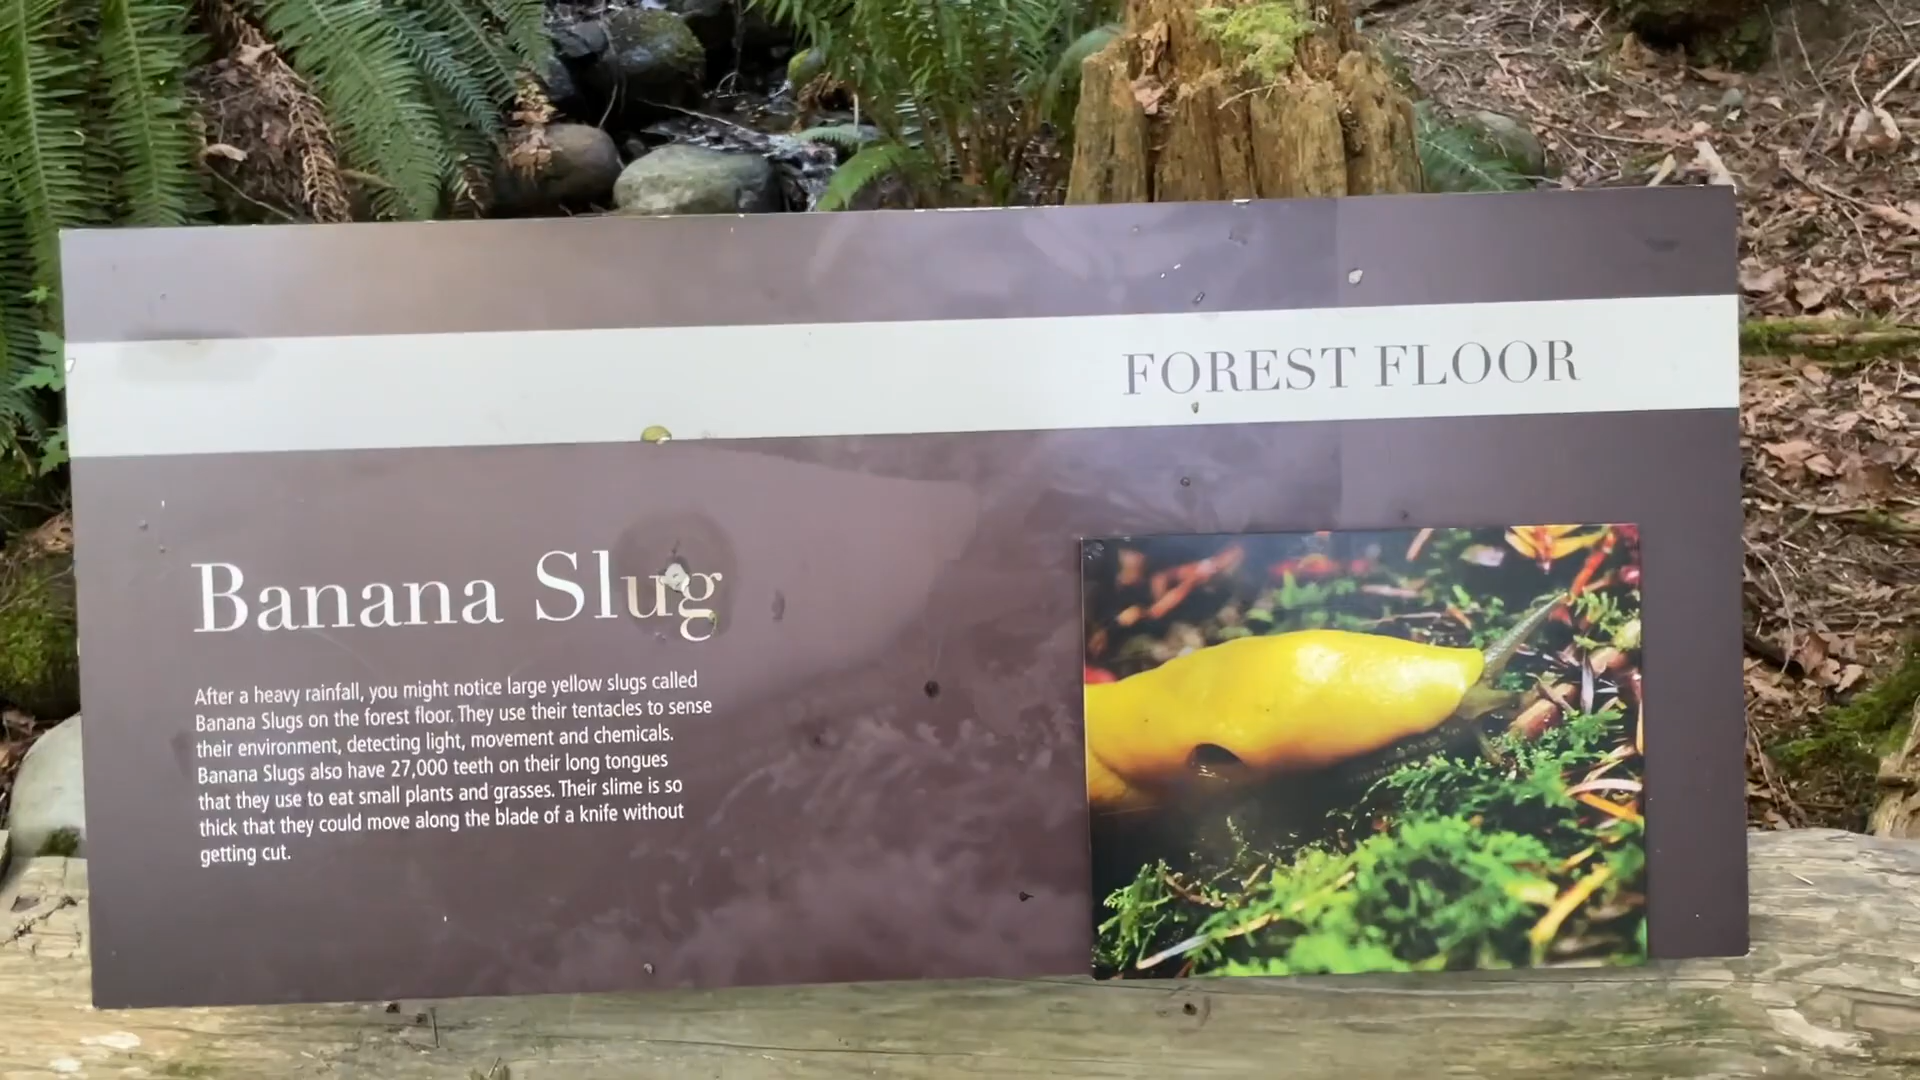 FOREST FLOOR
Banana Slug
After a heavy rainfall, you might notice large yellow slugs called
Banana Slugs on the forest floor. They use their tentacles to sense
their environment, detecting light, movement and chemicals.
Banana Slugs also have 27,000 teeth on their long tongues
that they use to eat small plants and grasses. Their slime is so
thick that they could move along the blade of a knife without
getting cut.